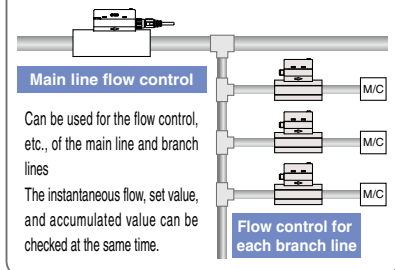 Main line flow control
Can be used for the flow control,
etc., of the main line and branch
lines
The instantaneous flow, set value,
and accumulated value can be
checked at the same time.
M/C
M/C
M/C
Flow control for
each branch line